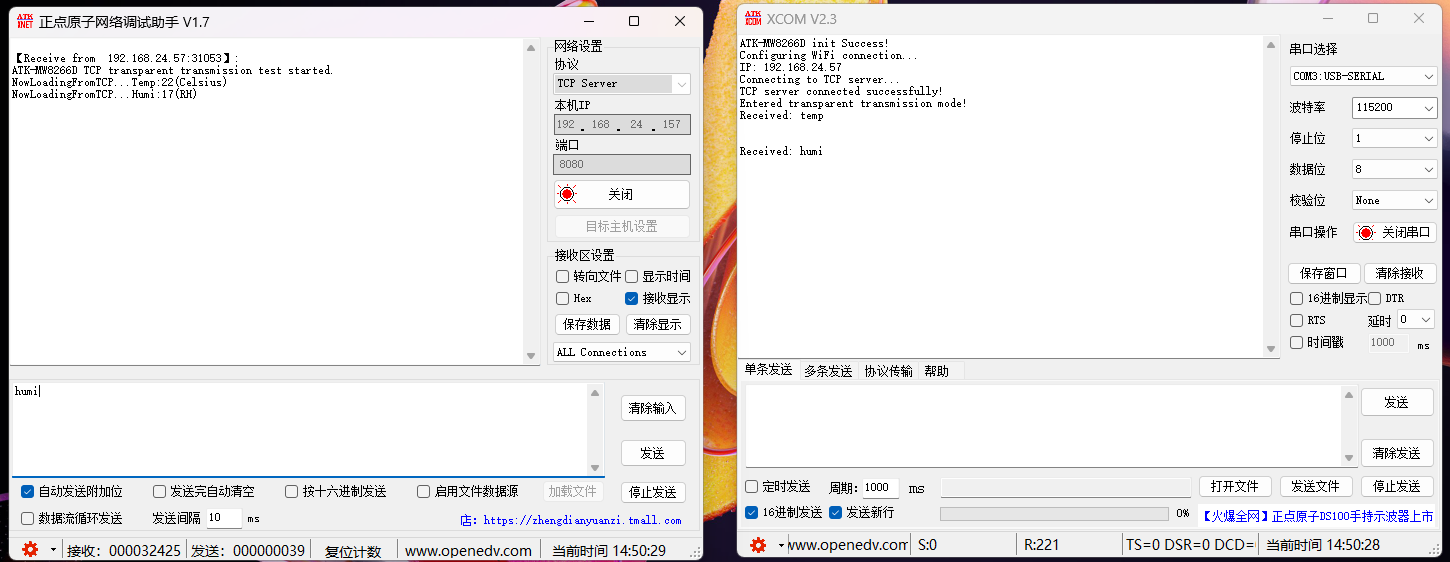 正点原子网络调试助手 V1.7
【Receive from 192.168.24.57:31053】:
ATK-MW8266D TCP transparent transmission test started.
NowLoadingFromTCP...Temp:22(Celsius)
NowLoadingFromTCP...Humi:17(RH)
网络设置
协议
TCP Server
本机IP
192 . 168 . 24 . 157
端口
8080
关闭
目标主机设置
接收区设置
转向文件 显示时间
Hex 接收显示
保存数据 清除显示
ALL Connections
humi
清除输入
发送
停止发送
自动发送附加位 发送完自动清空 按十六进制发送 启用文件数据源 加载文件
数据流循环发送 发送间隔 10 ms 店: https://zhengdianyuanzi.tmall.com
接收: 000032425 发送: 000000039 复位计数 www.openedv.com 当前时间 14:50:29
XCOM V2.3
ATK-MW8266D init Success!
Configuring WiFi connection...
IP: 192.168.24.57
Connecting to TCP server...
TCP server connected successfully!
Entered transparent transmission mode!
Received: temp
Received: humi
串口选择
COM3:USB-SERIAL
波特率 115200
停止位 1
数据位 8
校验位 None
串口操作 关闭串口
保存窗口 清除接收
16进制显示 DTR
RTS 延时 0
时间戳 1000 ms
单条发送 多条发送 协议传输 帮助
发送
清除发送
定时发送 周期: 1000 ms 打开文件 发送文件 停止发送
16进制发送 发送新行 0% 【火爆全网】正点原子DS100手持示波器上市
www.openedv.com S:0 R:221 TS=0 DSR=0 DCD= 当前时间 14:50:28